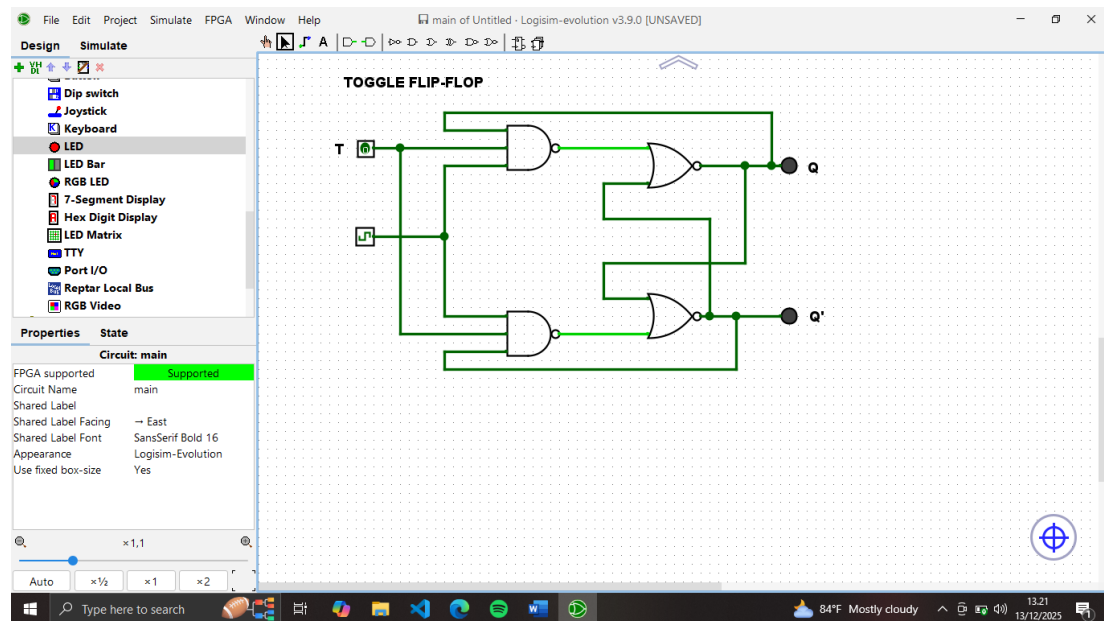 File Edit Project Simulate FPGA Window Help
main of Untitled · Logisim-evolution v3.9.0 [UNSAVED]
Design Simulate
A
VH
DL
Dip switch
Joystick
Keyboard
LED
LED Bar
RGB LED
7-Segment Display
Hex Digit Display
LED Matrix
TTY
Port I/O
Reptar Local Bus
RGB Video
Properties State
Circuit: main
FPGA supported Supported
Circuit Name main
Shared Label
Shared Label Facing → East
Shared Label Font SansSerif Bold 16
Appearance Logisim-Evolution
Use fixed box-size Yes
×1,1
Auto ×½ ×1 ×2
TOGGLE FLIP-FLOP
T 0
Q
Q'
Type here to search
84°F Mostly cloudy
13.21
13/12/2025
1